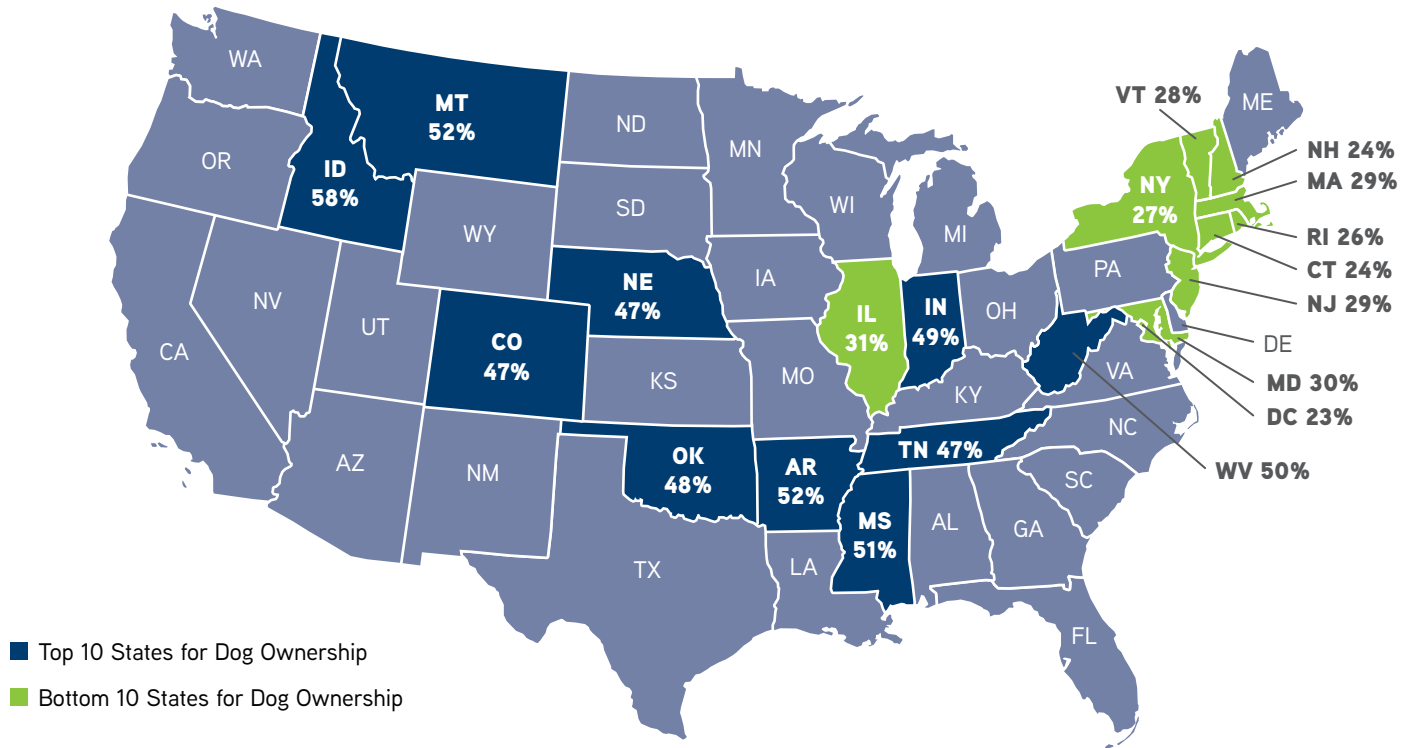 WA
OR
CA
NV
ID
58%
MT
52%
WY
UT
AZ
CO
47%
NM
ND
SD
NE
47%
KS
OK
48%
TX
MN
IA
MO
AR
52%
LA
WI
IL
31%
MS
51%
MI
IN
49%
KY
TN 47%
AL
OH
GA
FL
SC
NC
VA
PA
NY
27%
ME
VT 28%
NH 24%
MA 29%
RI 26%
CT 24%
NJ 29%
DE
MD 30%
DC 23%
WV 50%
Top 10 States for Dog Ownership
Bottom 10 States for Dog Ownership